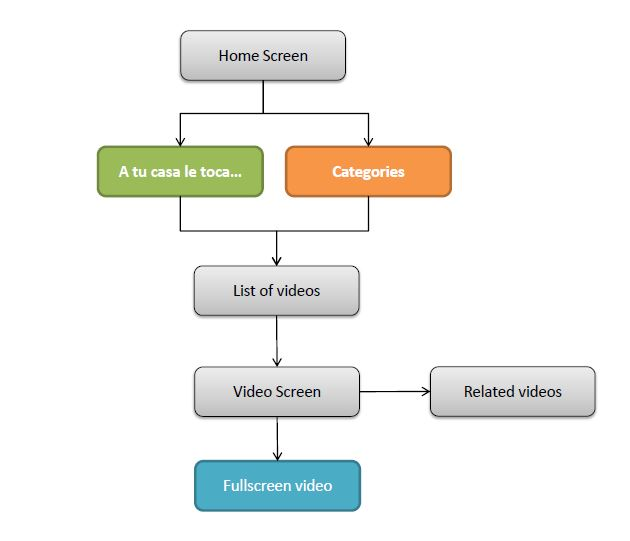 Home Screen
A tu casa le toca...
Categories
List of videos
Video Screen
Related videos
Fullscreen video